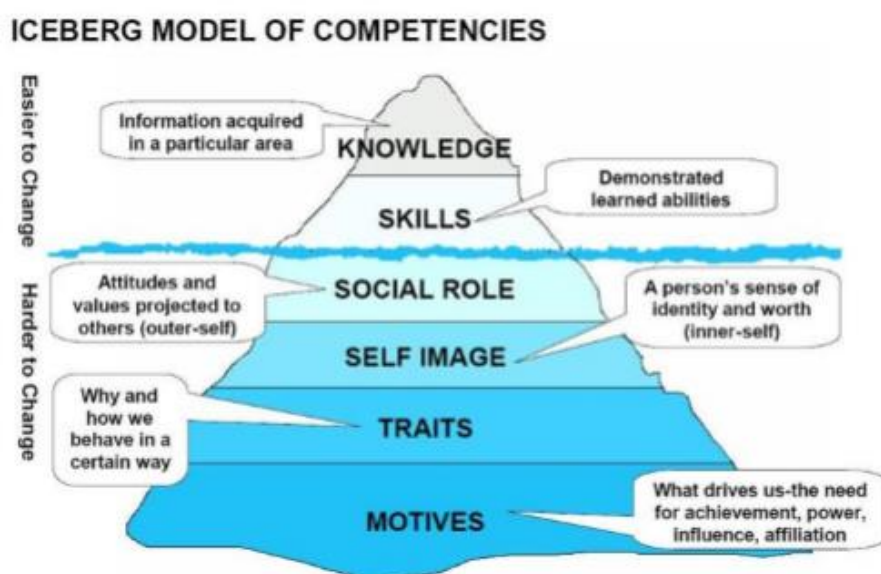 ICEBERG MODEL OF COMPETENCIES
Easier to Change
Information acquired
in a particular area
KNOWLEDGE
Demonstrated
learned abilities
SKILLS
Harder to Change
Attitudes and
values projected to
others (outer-self)
SOCIAL ROLE
A person's sense of
identity and worth
(inner-self)
SELF IMAGE
Why and
how we
behave in a
certain way
TRAITS
What drives us-the need
for achievement, power,
influence, affiliation
MOTIVES